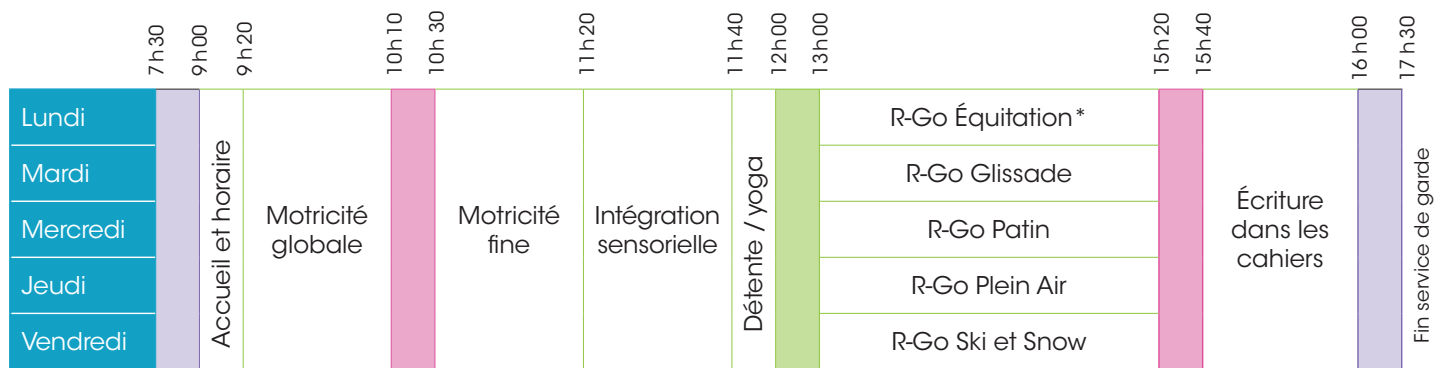 7h30
9h00
9h20
10h10
10h30
11h20
11h40
12h00
13h00
15h20
15h40
16h00
17h30
Lundi
Mardi
Mercredi
Jeudi
Vendredi
Accueil et horaire
Motricité
globale
Motricité
fine
Intégration
sensorielle
Détente / yoga
R-Go Équitation*
R-Go Glissade
R-Go Patin
R-Go Plein Air
R-Go Ski et Snow
Écriture
dans les
cahiers
Fin service de garde